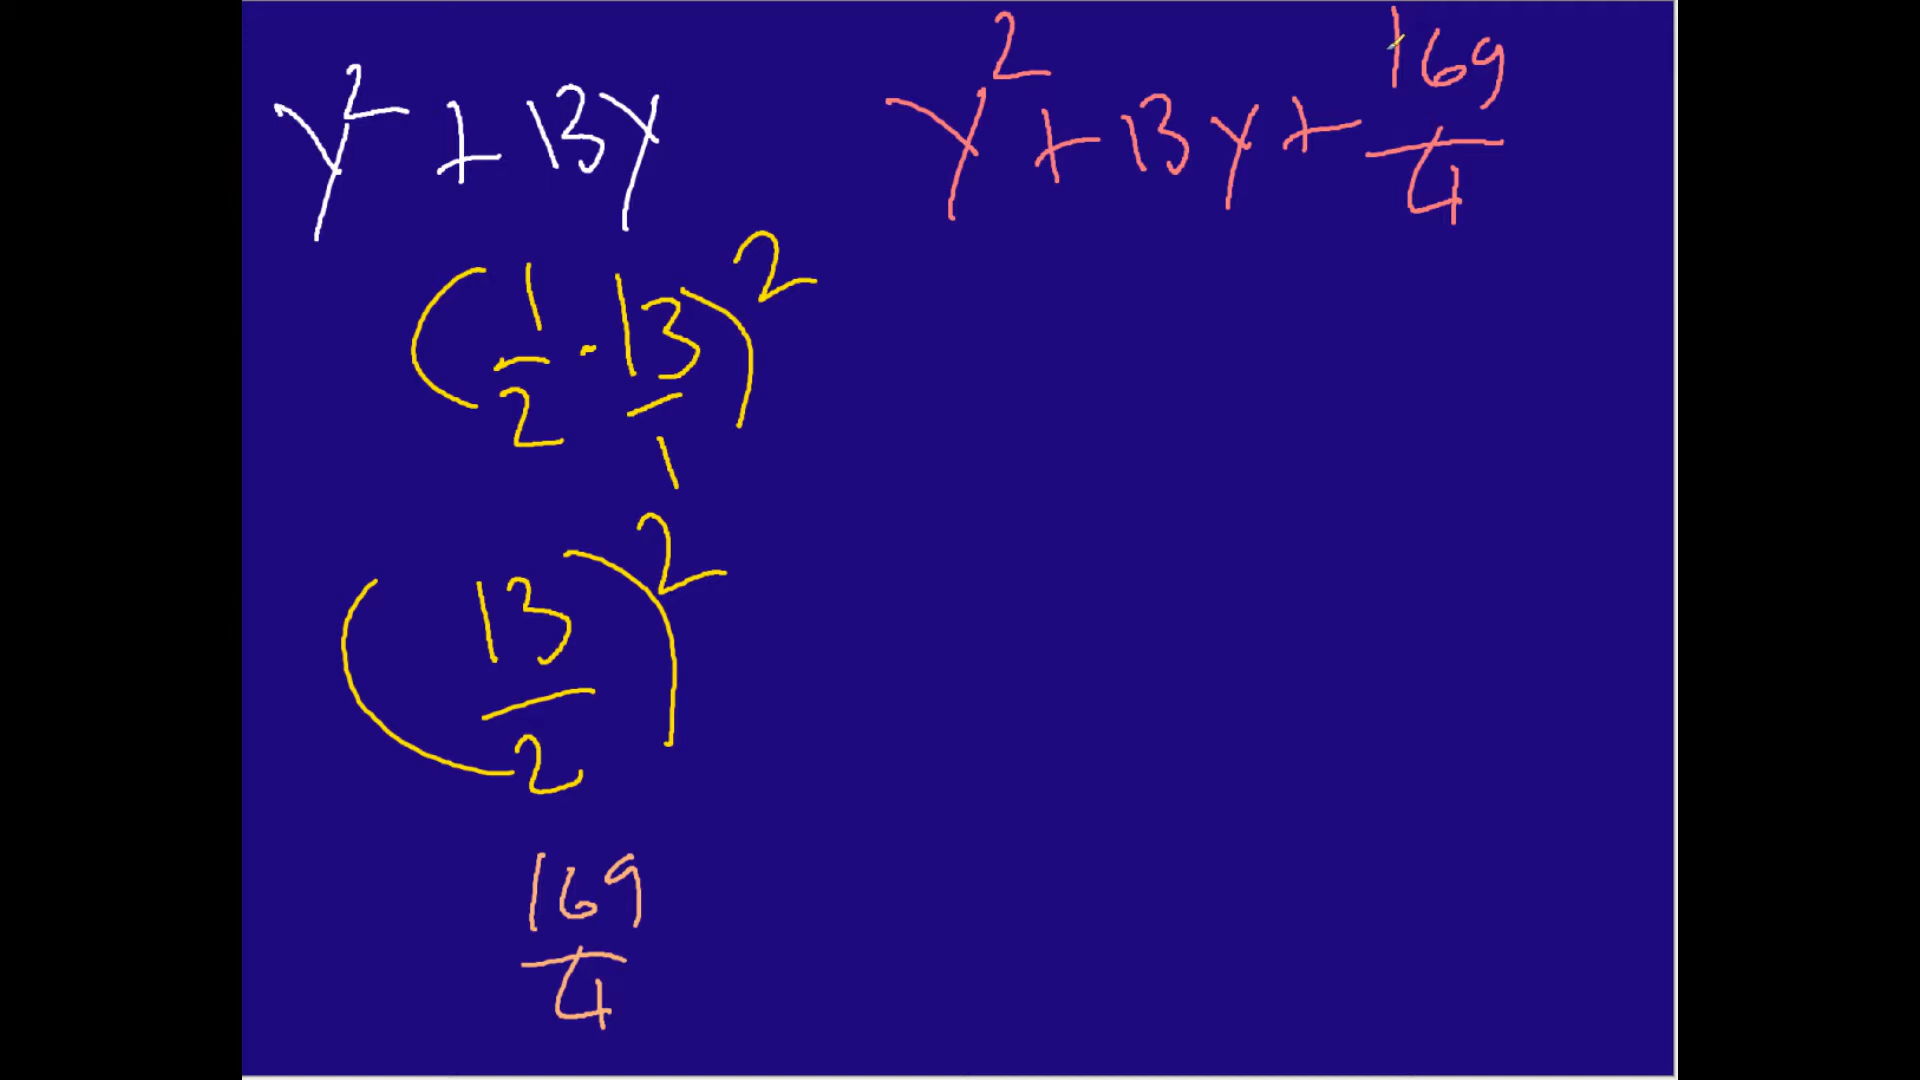 y² + 13y
y² + 13y + 169/4
(1/2 · 13/1)²
(13/2)²
169/4